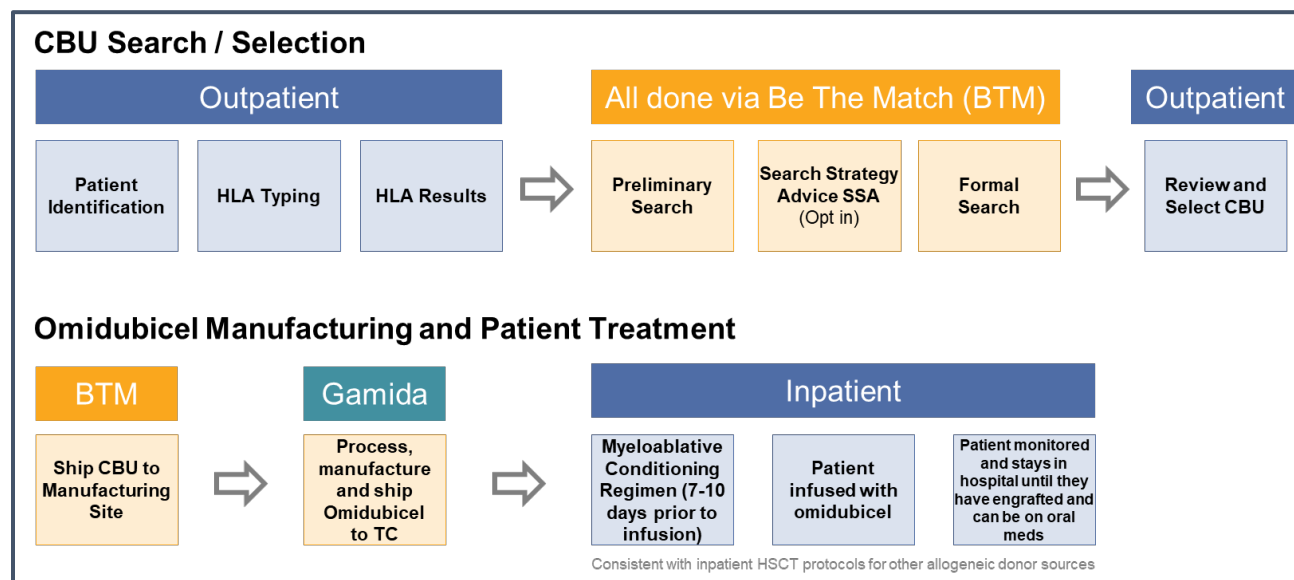 CBU Search / Selection
Outpatient
All done via Be The Match (BTM)
Outpatient
Patient
Identification
HLA Typing
HLA Results
Preliminary
Search
Search Strategy
Advice SSA
(Opt in)
Formal
Search
Review and
Select CBU
Omidubicel Manufacturing and Patient Treatment
BTM
Gamida
Inpatient
Ship CBU to
Manufacturing
Site
Process,
manufacture
and ship
Omidubicel
to TC
Myeloablative
Conditioning
Regimen (7-10
days prior to
infusion)
Patient
infused with
omidubicel
Patient monitored
and stays in
hospital until they
have engrafted and
can be on oral
meds
Consistent with inpatient HSCT protocols for other allogeneic donor sources